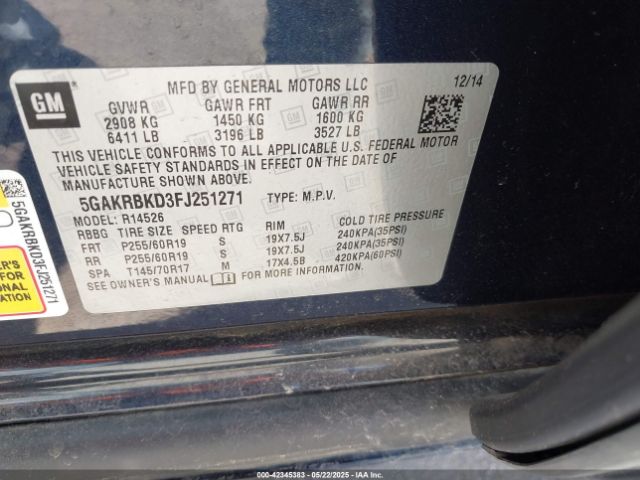 GM
MFD BY GENERAL MOTORS LLC 12/14
GVWR GAWR FRT GAWR RR
2908 KG 1450 KG 1600 KG
6411 LB 3196 LB 3527 LB
THIS VEHICLE CONFORMS TO ALL APPLICABLE U.S. FEDERAL MOTOR
VEHICLE SAFETY STANDARDS IN EFFECT ON THE DATE OF
MANUFACTURE SHOWN ABOVE.
5GAKRBKD3FJ251271 TYPE: M.P.V.
MODEL: R14526
RBBG TIRE SIZE SPEED RTG RIM COLD TIRE PRESSURE
FRT P255/60R19 S 19X7.5J 240KPA(35PSI)
RR P255/60R19 S 19X7.5J 240KPA(35PSI)
SPA T145/70R17 M 17X4.5B 420KPA(60PSI)
SEE OWNER'S MANUAL FOR MORE INFORMATION.
5GAKRBKD3FJ251271
000-42345383 - 05/22/2025 - IAAI.COM